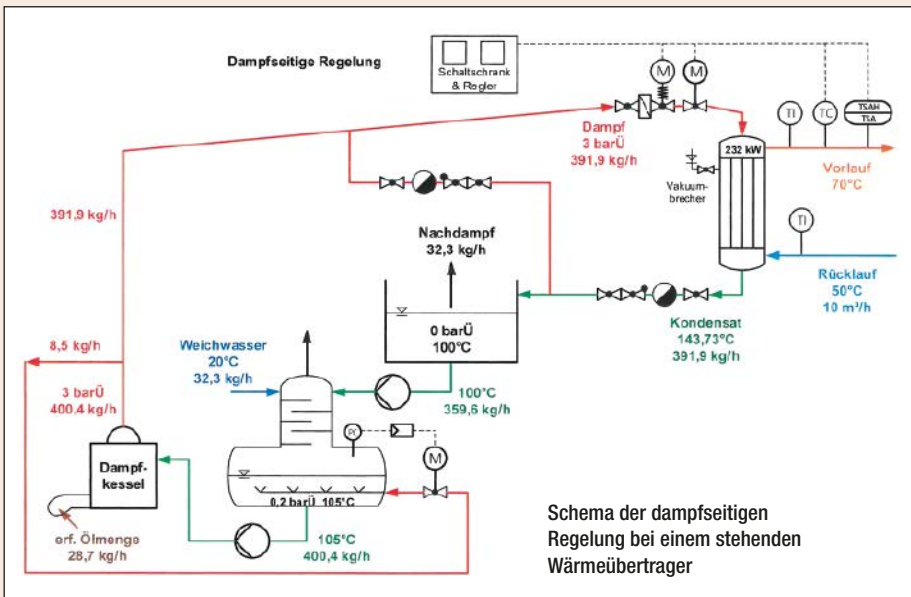 Dampfseitige Regelung
Schaltschrank
& Regler
M
M
TI
TC
TSAH
TSA
Dampf
3 barÜ
391,9 kg/h
232 kW
Vorlauf
70°C
Vakuum-
brecher
TI
391,9 kg/h
Nachdampf
32,3 kg/h
Rücklauf
50°C
10 m³/h
0 barÜ
100°C
Kondensat
143,73°C
391,9 kg/h
8,5 kg/h
Weichwasser
20°C
32,3 kg/h
3 barÜ
400,4 kg/h
100°C
359,6 kg/h
PC
M
Dampf-
kessel
0,2 barÜ 105°C
erf. Ölmenge
28,7 kg/h
105°C
400,4 kg/h
Schema der dampfseitigen
Regelung bei einem stehenden
Wärmeübertrager